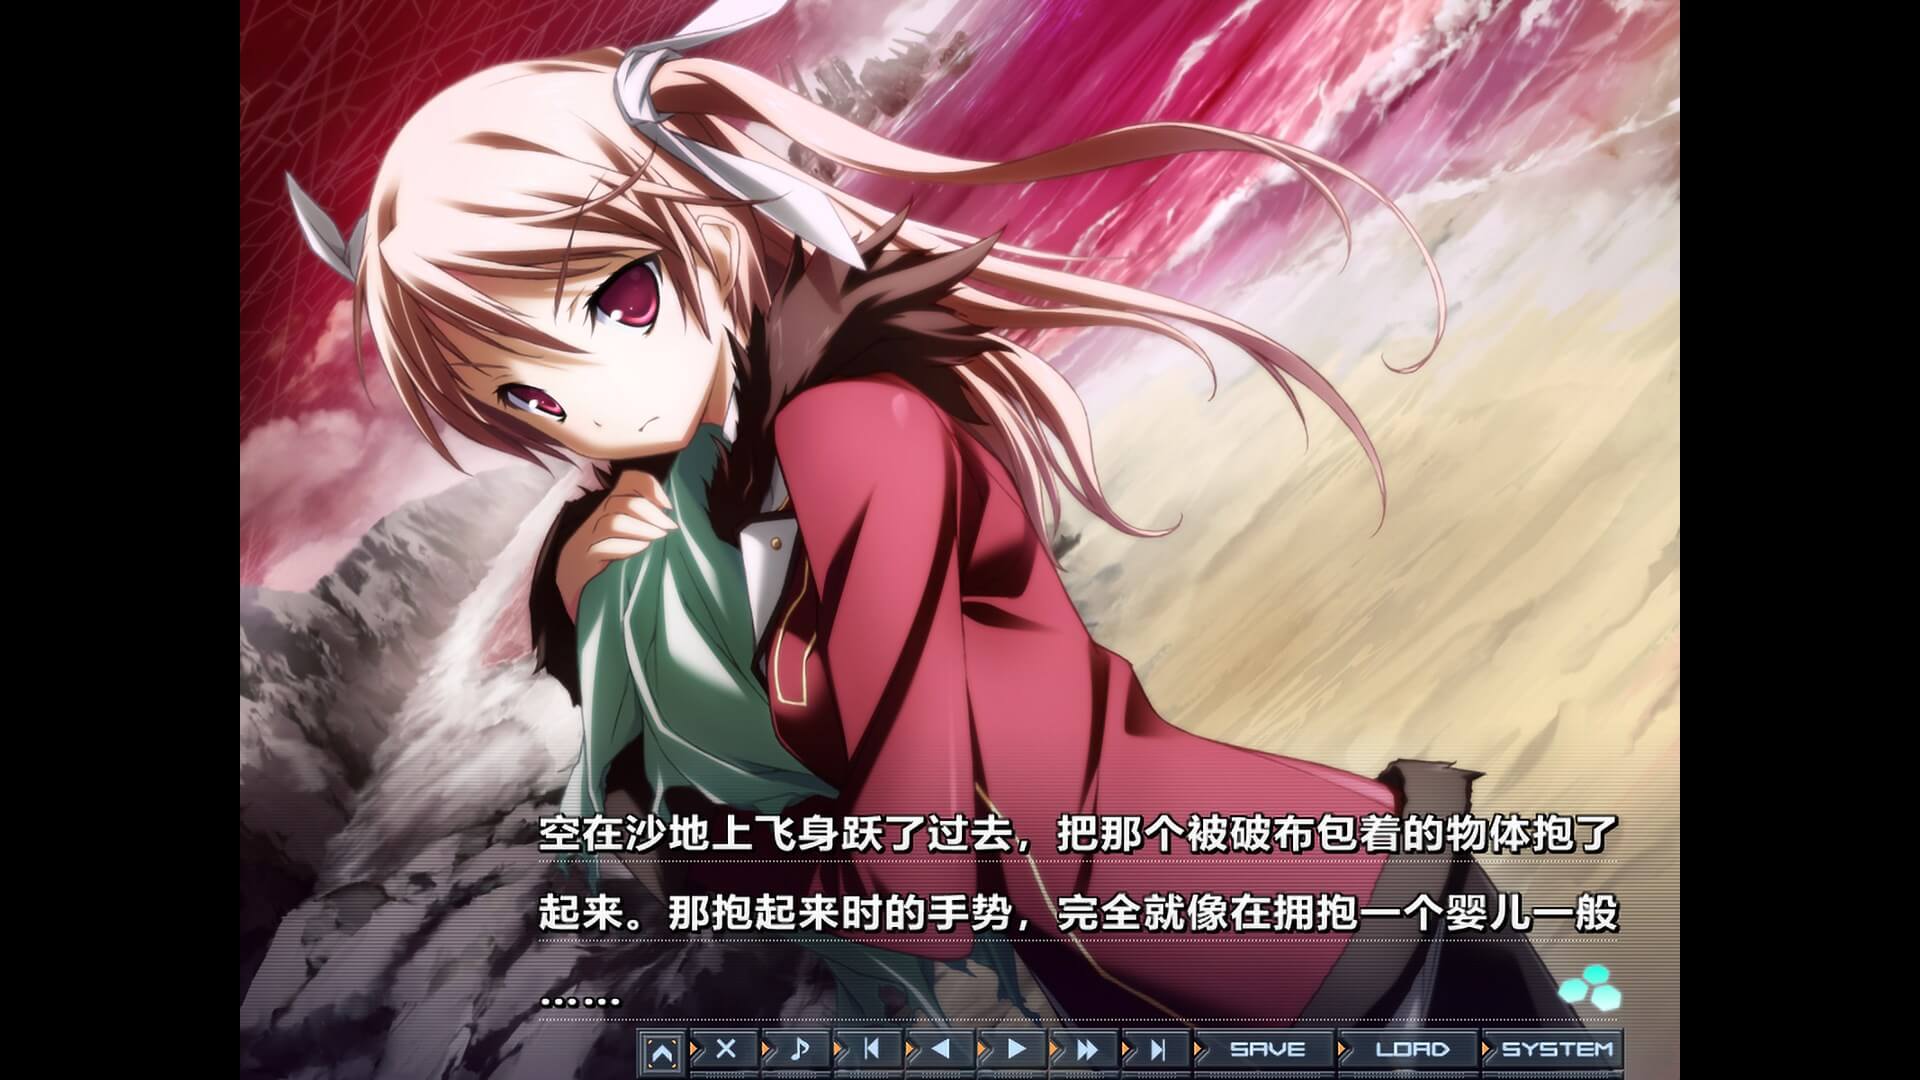 空在沙地上飞身跃了过去，把那个被破布包着的物体抱了
起来。那抱起来时的手势，完全就像在拥抱一个婴儿一般
……
SAVE LOAD SYSTEM